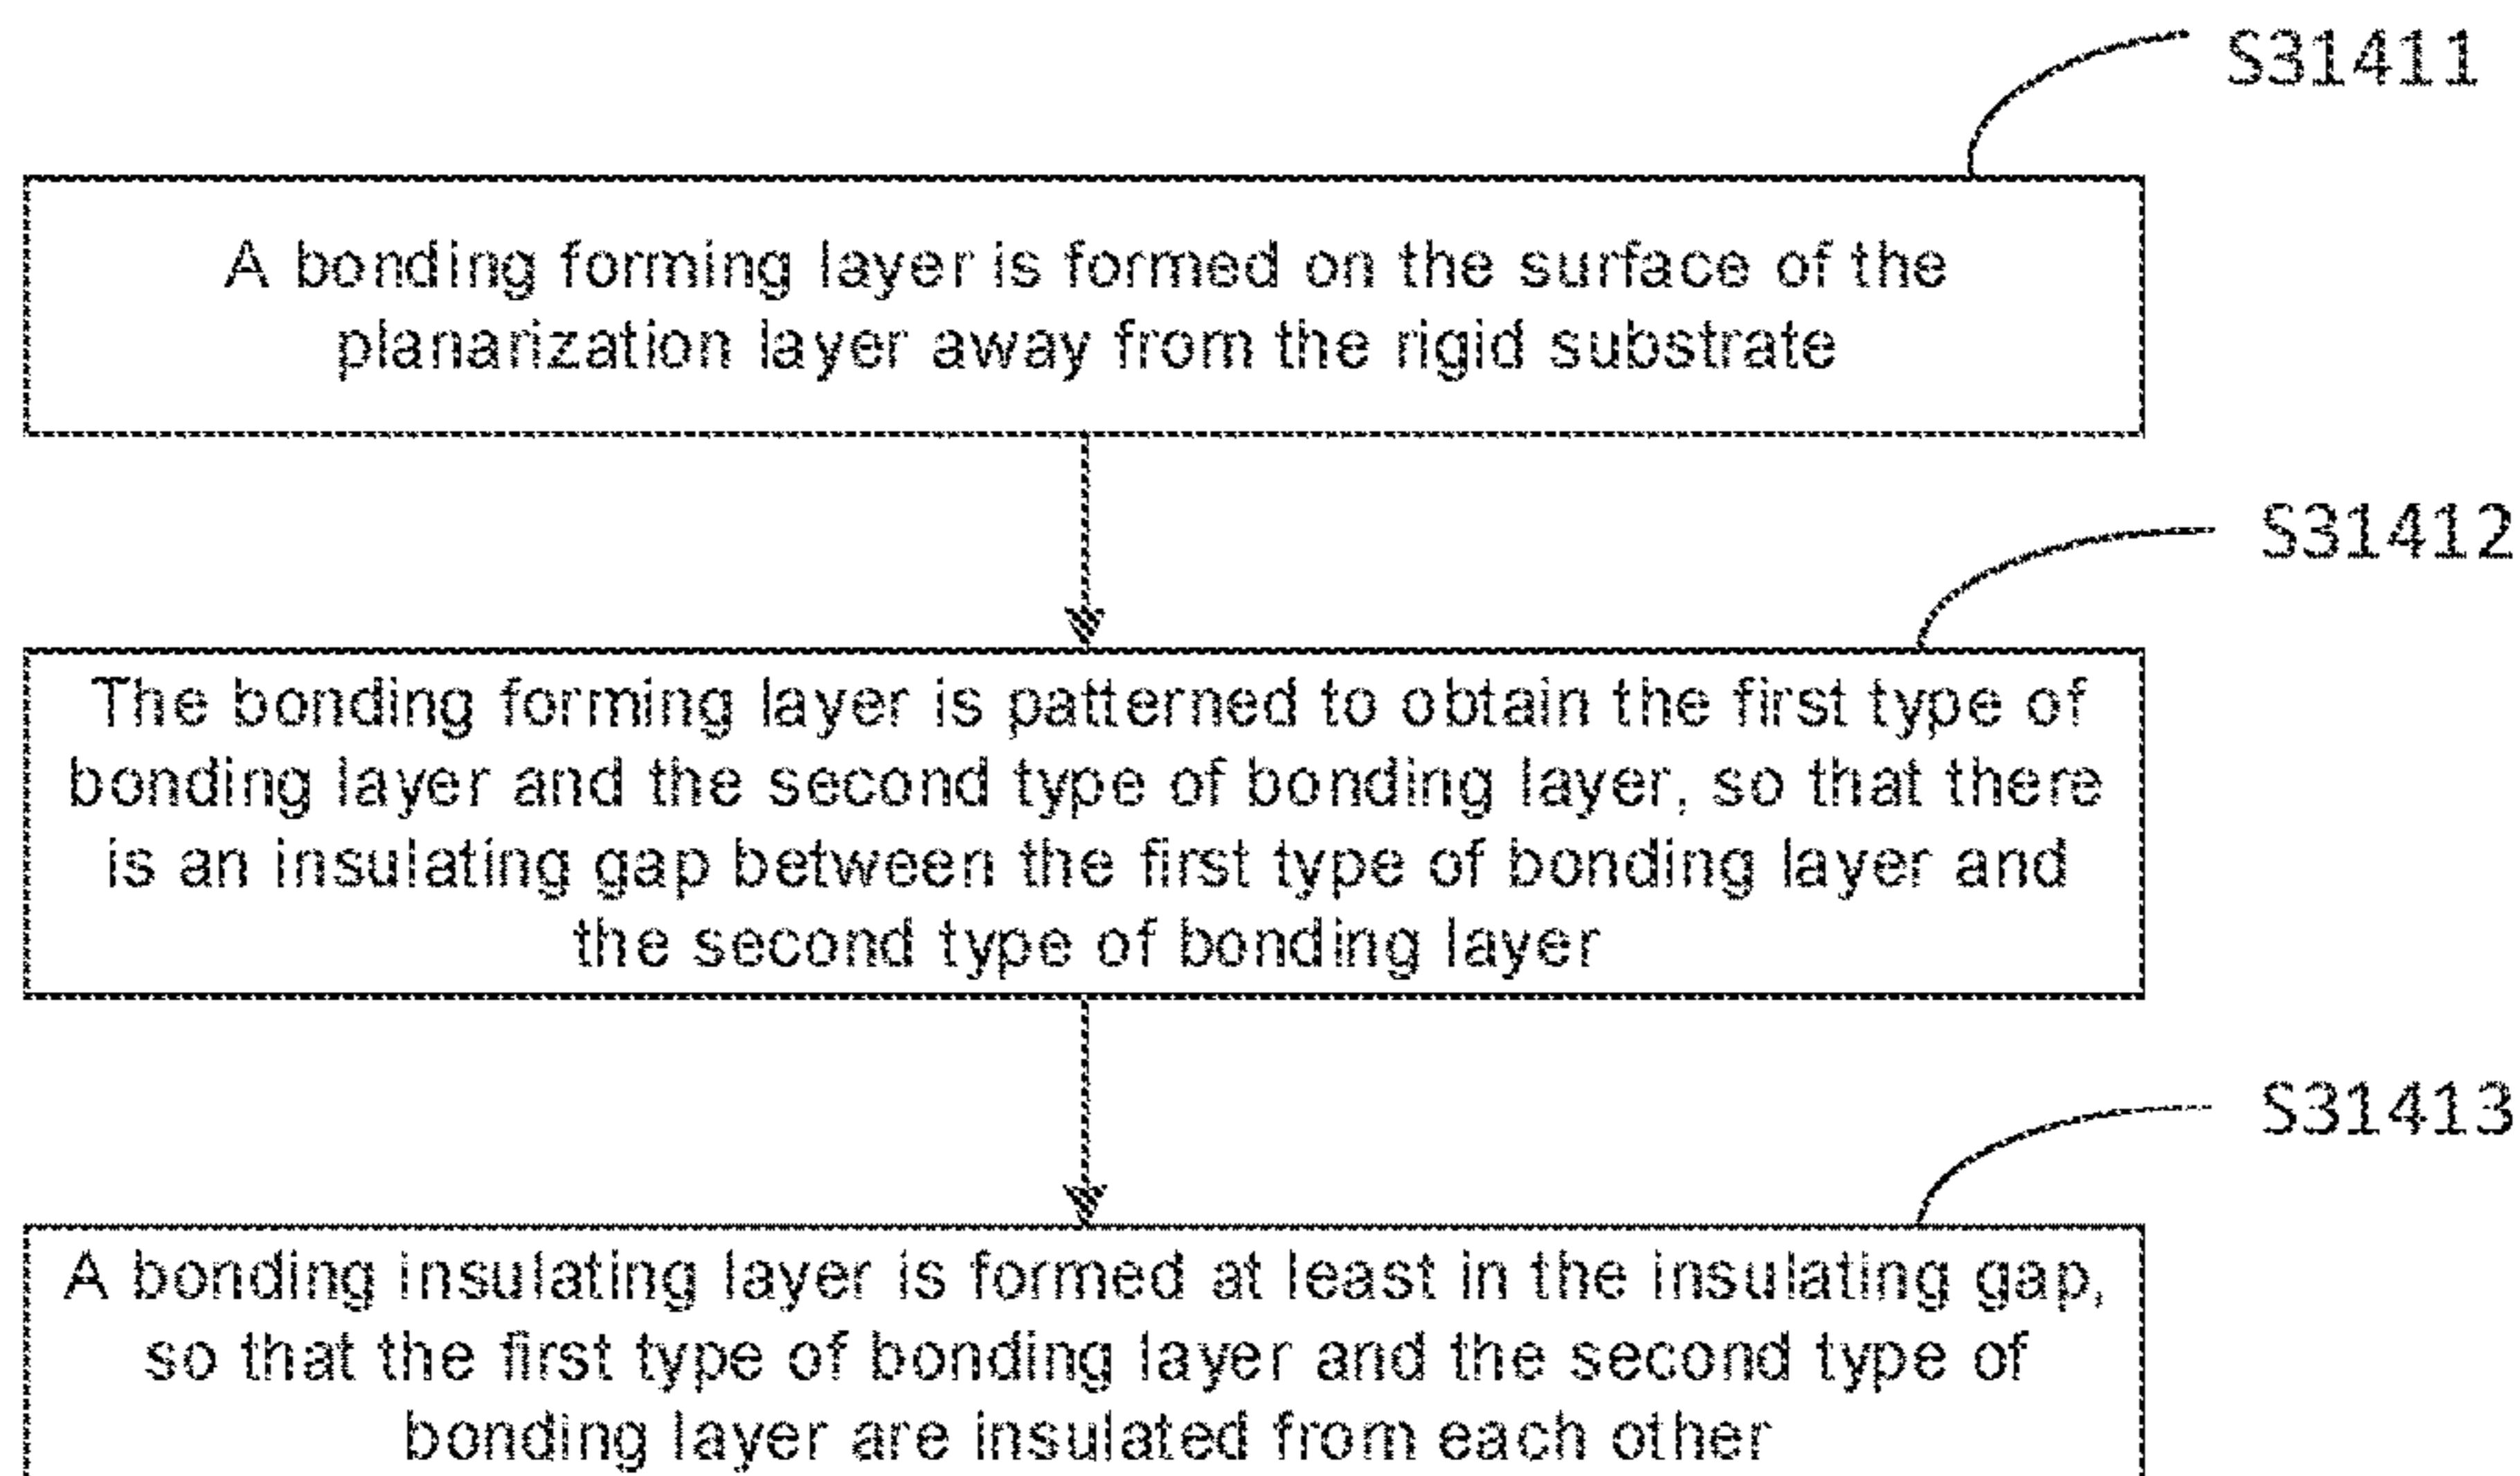 S31411
A bonding forming layer is formed on the surface of the
planarization layer away from the rigid substrate
S31412
The bonding forming layer is patterned to obtain the first type of
bonding layer and the second type of bonding layer, so that there
is an insulating gap between the first type of bonding layer and
the second type of bonding layer
S31413
A bonding insulating layer is formed at least in the insulating gap,
so that the first type of bonding layer and the second type of
bonding layer are insulated from each other